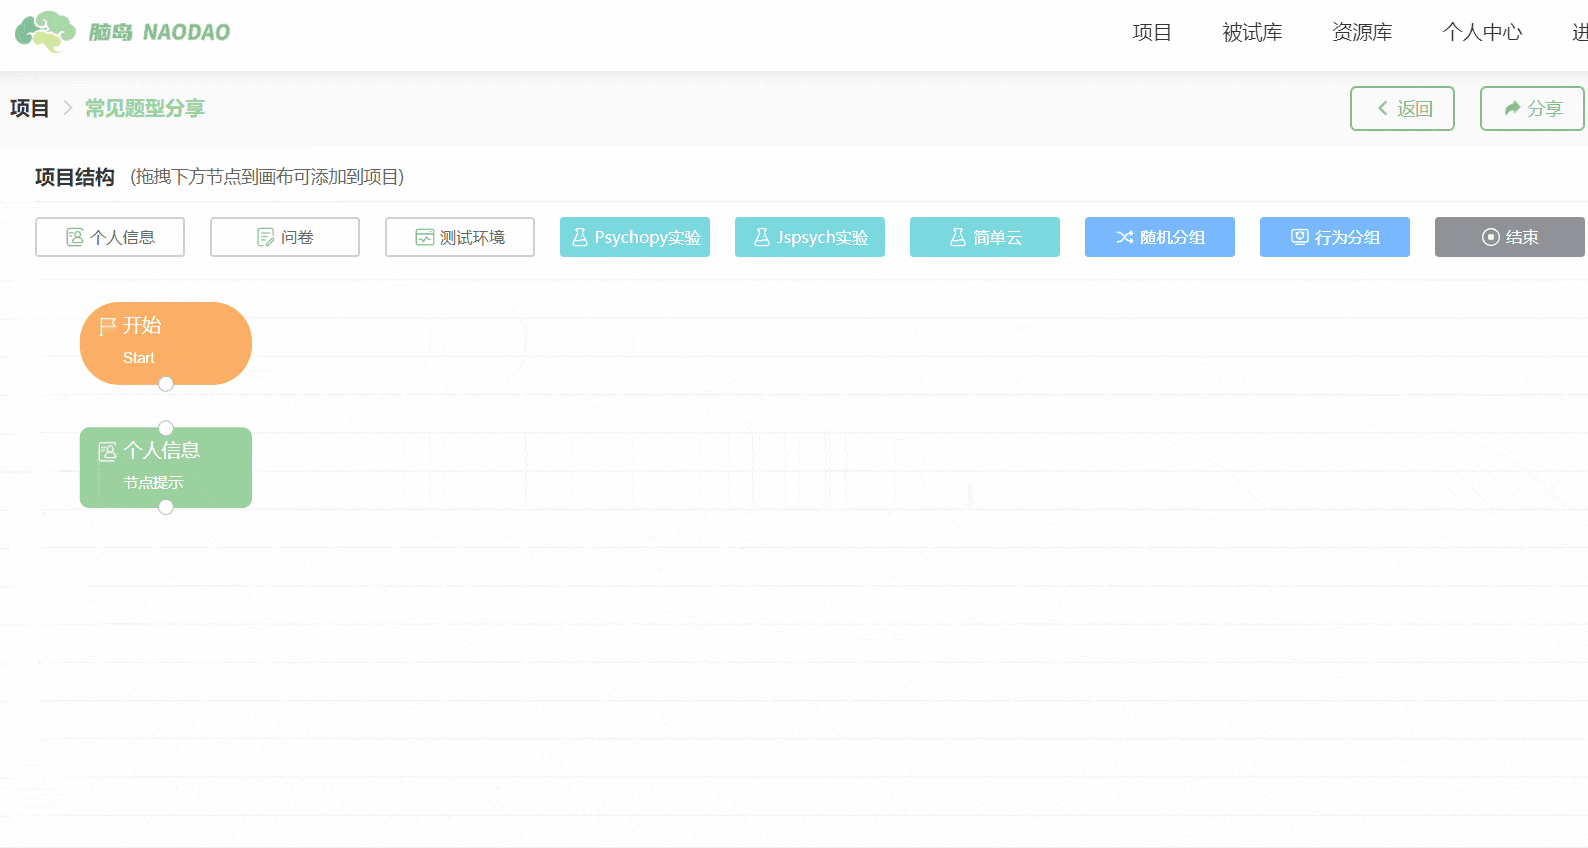 脑岛 NAODAO
项目 被试库 资源库 个人中心 进
项目 > 常见题型分享
返回 分享
项目结构 (拖拽下方节点到画布可添加到项目)
个人信息 问卷 测试环境 Psychopy实验 Jspsych实验 简单云 随机分组 行为分组 结束
开始
Start
个人信息
节点提示